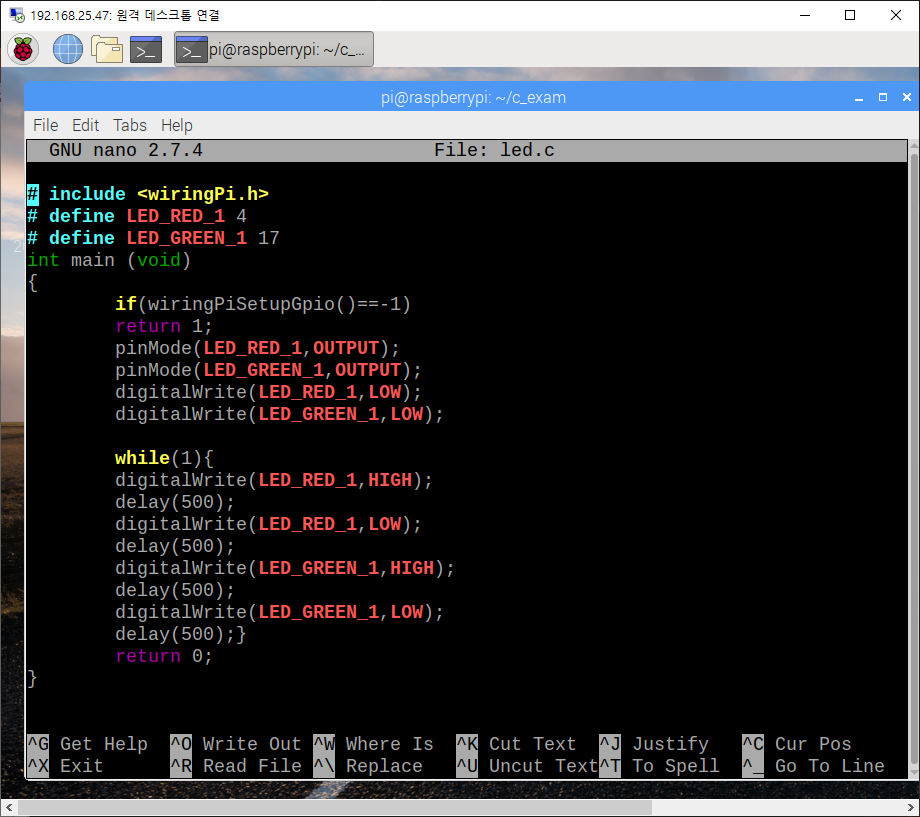 192.168.25.47: 원격 데스크톱 연결
pi@raspberrypi: ~/c_...
pi@raspberrypi: ~/c_exam
File Edit Tabs Help
GNU nano 2.7.4 File: led.c
# include <wiringPi.h>
# define LED_RED_1 4
# define LED_GREEN_1 17
int main (void)
{
if(wiringPiSetupGpio()==-1)
return 1;
pinMode(LED_RED_1,OUTPUT);
pinMode(LED_GREEN_1,OUTPUT);
digitalWrite(LED_RED_1,LOW);
digitalWrite(LED_GREEN_1,LOW);
while(1){
digitalWrite(LED_RED_1,HIGH);
delay(500);
digitalWrite(LED_RED_1,LOW);
delay(500);
digitalWrite(LED_GREEN_1,HIGH);
delay(500);
digitalWrite(LED_GREEN_1,LOW);
delay(500);}
return 0;
}
^G Get Help ^O Write Out ^W Where Is ^K Cut Text ^J Justify ^C Cur Pos
^X Exit ^R Read File ^\ Replace ^U Uncut Text ^T To Spell ^_ Go To Line